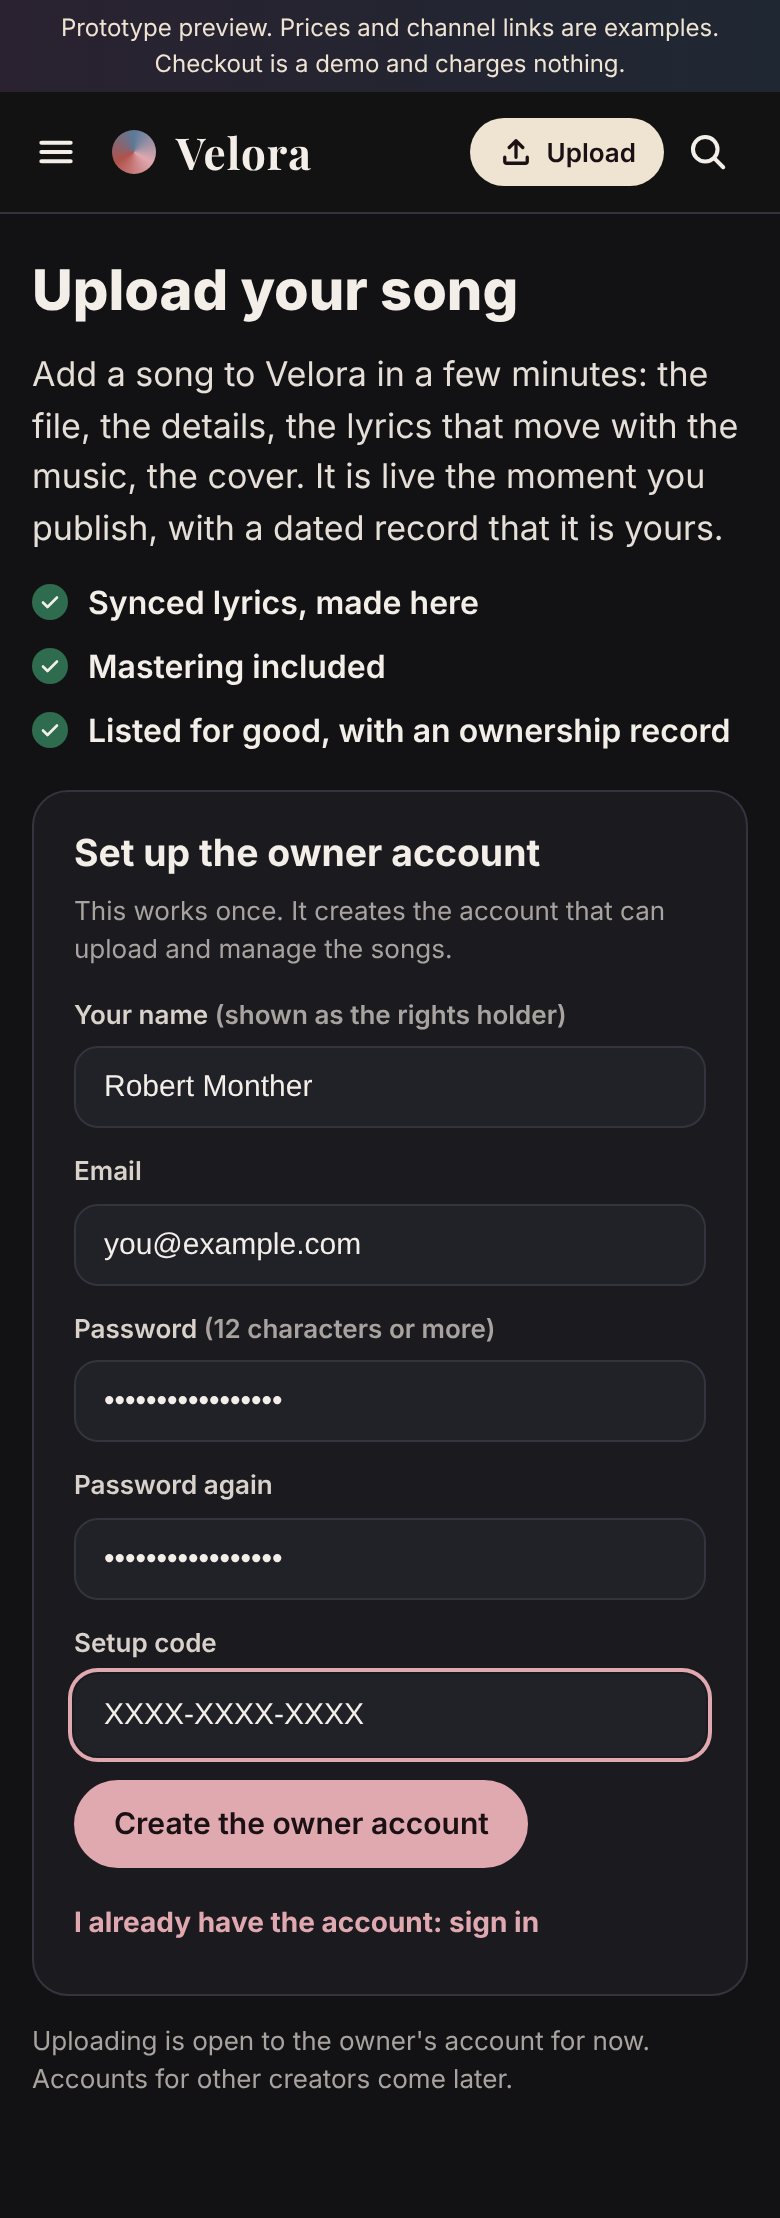 Prototype preview. Prices and channel links are examples.
Checkout is a demo and charges nothing.
Velora
Upload
Upload your song
Add a song to Velora in a few minutes: the
file, the details, the lyrics that move with the
music, the cover. It is live the moment you
publish, with a dated record that it is yours.
Synced lyrics, made here
Mastering included
Listed for good, with an ownership record
Set up the owner account
This works once. It creates the account that can
upload and manage the songs.
Your name (shown as the rights holder)
Robert Monther
Email
you@example.com
Password (12 characters or more)
•••••••••••••••••
Password again
•••••••••••••••••
Setup code
XXXX-XXXX-XXXX
Create the owner account
I already have the account: sign in
Uploading is open to the owner's account for now.
Accounts for other creators come later.